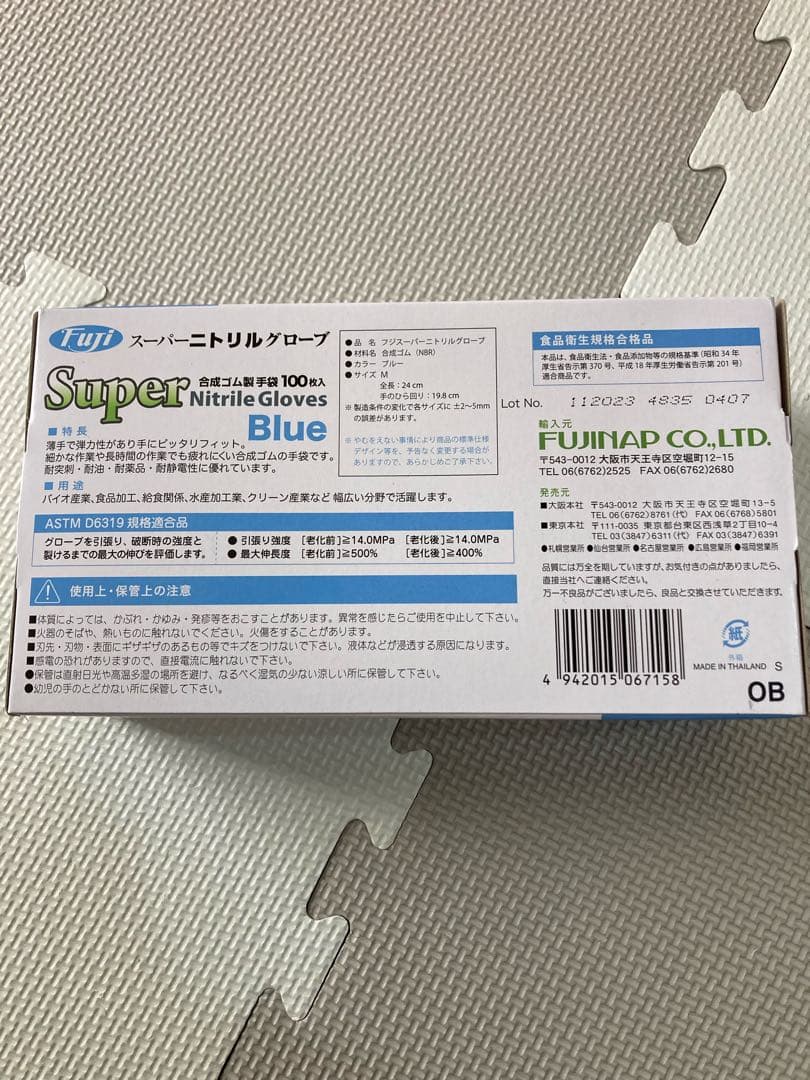 Fuji スーパーニトリルグローブ
Super 合成ゴム製 手袋 100枚入
Nitrile Gloves
Blue
■ 特 長
薄手で弾力性があり手にピッタリフィット。
細かな作業や長時間の作業でも疲れにくい合成ゴムの手袋です。
耐突刺・耐油・耐薬品・耐静電性に優れています。
■ 用 途
バイオ産業、食品加工、給食関係、水産加工業、クリーン産業など 幅広い分野で活躍します。
● 品 名 フジスーパーニトリルグローブ
● 材料名 合成ゴム (NBR)
● カラー ブルー
● サイズ M
全長：24 cm
手のひら回り：19.8 cm
※ 製造条件の変化で各サイズに ±2〜5mm
の誤差があります。
※ やむをえない事情により商品の標準仕様
デザイン等を、予告なく変更する場合が
ありますので、あらかじめご了承下さい。
ASTM D6319 規格適合品
グローブを引張り、破断時の強度と
裂けるまでの最大の伸びを評価します。
● 引張り強度 [老化前]≧14.0MPa [老化後]≧14.0MPa
● 最大伸長度 [老化前]≧500% [老化後]≧400%
使用上・保管上の注意
■体質によっては、かぶれ・かゆみ・発疹等をおこすことがあります。異常を感じたらご使用を中止して下さい。
■火器のそばや、熱いものに触れないでください。火傷をすることがあります。
■刃先・刃物・表面にギザギザのあるもの等でキズをつけないで下さい。液体などが浸透する原因になります。
■感電の恐れがありますので、直接電流に触れないで下さい。
●保管は直射日光や高温多湿の場所を避け、なるべく湿気の少ない涼しい所に保管して下さい。
●幼児の手のとどかない所に保管して下さい。
食品衛生規格合格品
本品は、食品衛生法・食品添加物等の規格基準 (昭和 34 年
厚生省告示第 370 号、平成 18 年厚生労働省告示第 201 号)
適合商品です。
Lot No. 112023 4835 0407
輸入元
FUJINAP CO.,LTD.
〒543-0012 大阪市天王寺区空堀町12-15
TEL 06(6762)2525 FAX 06(6762)2680
発売元
■大阪本社 〒543-0012 大阪市天王寺区空堀町13-5
TEL 06(6762)8761(代) FAX 06(6768)5801
■東京本社 〒111-0035 東京都台東区西浅草2丁目10-4
TEL 03(3847)6311(代) FAX 03(3847)6391
●札幌営業所 ●仙台営業所 ●名古屋営業所 ●広島営業所 ●福岡営業所
品質には万全を期していますが、お気付きの点がありましたら、
直接当社へご連絡ください。
万一不良品がございましたら、良品と交換させていただきます。
紙
外箱
MADE IN THAILAND S
4 942015 067158
OB